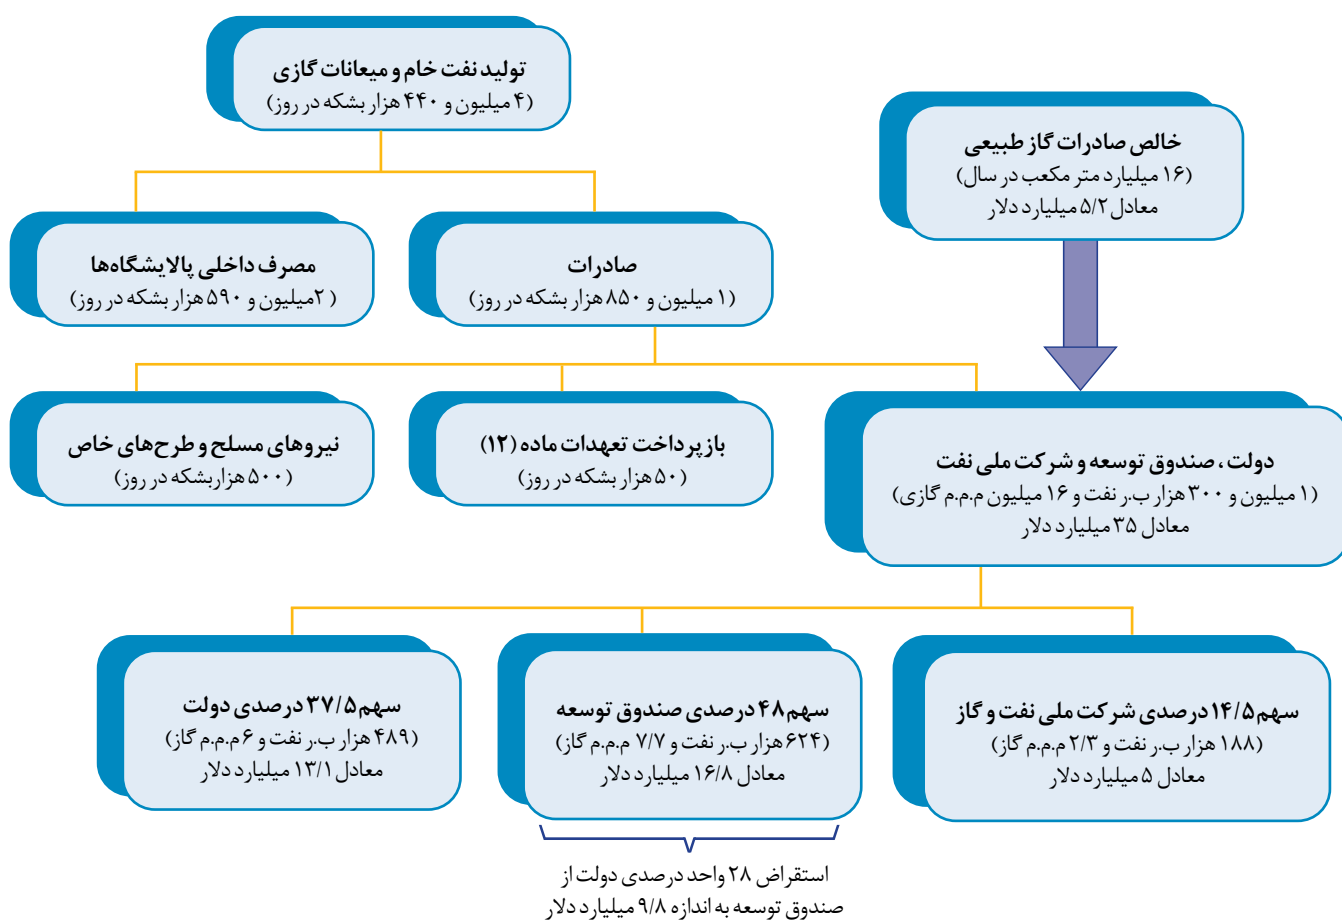 تولید نفت خام و میعانات گازی
(۴ میلیون و ۴۴۰ هزار بشکه در روز)
خالص صادرات گاز طبیعی
(۱۶ میلیارد متر مکعب در سال)
معادل ۵/۲ میلیارد دلار
صادرات
(۱ میلیون و ۸۵۰ هزار بشکه در روز)
مصرف داخلی پالایشگاه‌ها
(۲میلیون و ۵۹۰ هزار بشکه در روز)
دولت، صندوق توسعه و شرکت ملی نفت
(۱ میلیون و ۳۰۰ هزار ب.ر نفت و ۱۶ میلیون م.م.م گازی)
معادل ۳۵ میلیارد دلار
بازپرداخت تعهدات ماده (۱۲)
(۵۰ هزار بشکه در روز)
نیروهای مسلح و طرح‌های خاص
(۵۰۰ هزاربشکه در روز)
سهم ۱۴/۵ درصدی شرکت ملی نفت و گاز
(۱۸۸ هزار ب.ر نفت و ۲/۳ م.م.م گاز)
معادل ۵ میلیارد دلار
سهم ۴۸ درصدی صندوق توسعه
(۶۲۴ هزار ب.ر نفت و ۷/۷ م.م.م گاز)
معادل ۱۶/۸ میلیارد دلار
سهم ۳۷/۵ درصدی دولت
(۴۸۹ هزار ب.ر نفت و ۶ م.م.م گاز)
معادل ۱۳/۱ میلیارد دلار
استقراض ۲۸ واحد درصدی دولت از
صندوق توسعه به اندازه ۹/۸ میلیارد دلار